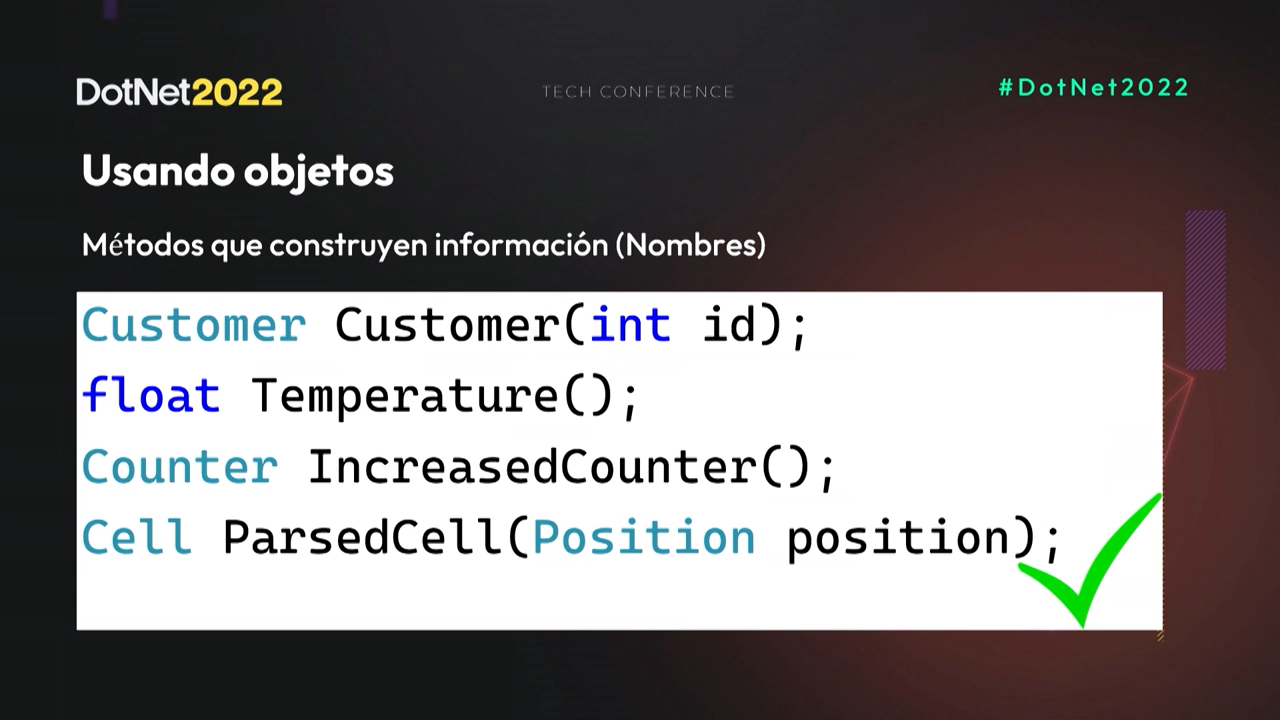 DotNet2022
TECH CONFERENCE
#DotNet2022
Usando objetos
Métodos que construyen información (Nombres)
Customer Customer(int id);
float Temperature();
Counter IncreasedCounter();
Cell ParsedCell(Position position);